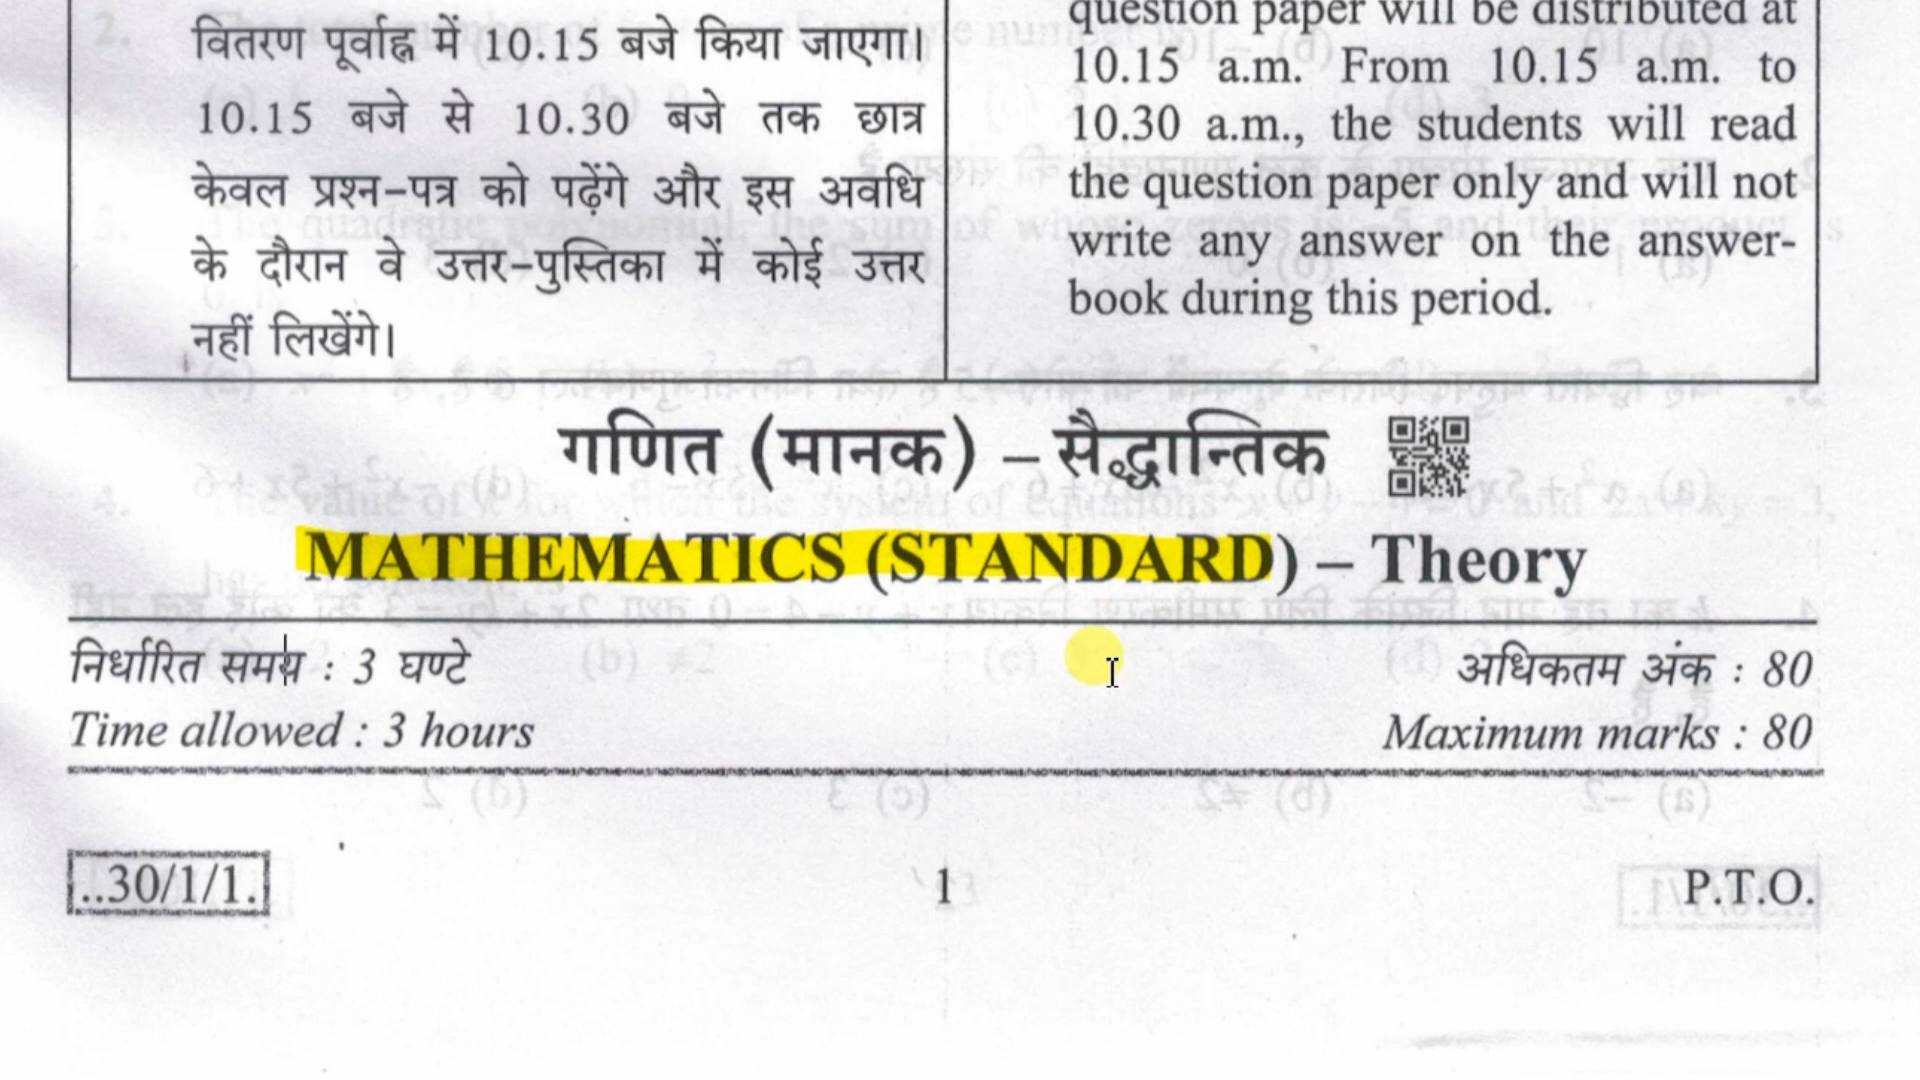 वितरण पूर्वाह्न में 10.15 बजे किया जाएगा।
10.15 बजे से 10.30 बजे तक छात्र
केवल प्रश्न-पत्र को पढ़ेंगे और इस अवधि
के दौरान वे उत्तर-पुस्तिका में कोई उत्तर
नहीं लिखेंगे।
question paper will be distributed at
10.15 a.m. From 10.15 a.m. to
10.30 a.m., the students will read
the question paper only and will not
write any answer on the answer-
book during this period.
गणित (मानक) – सैद्धान्तिक
MATHEMATICS (STANDARD) – Theory
निर्धारित समय : 3 घण्टे
अधिकतम अंक : 80
Time allowed : 3 hours
Maximum marks : 80
..30/1/1.
1
P.T.O.